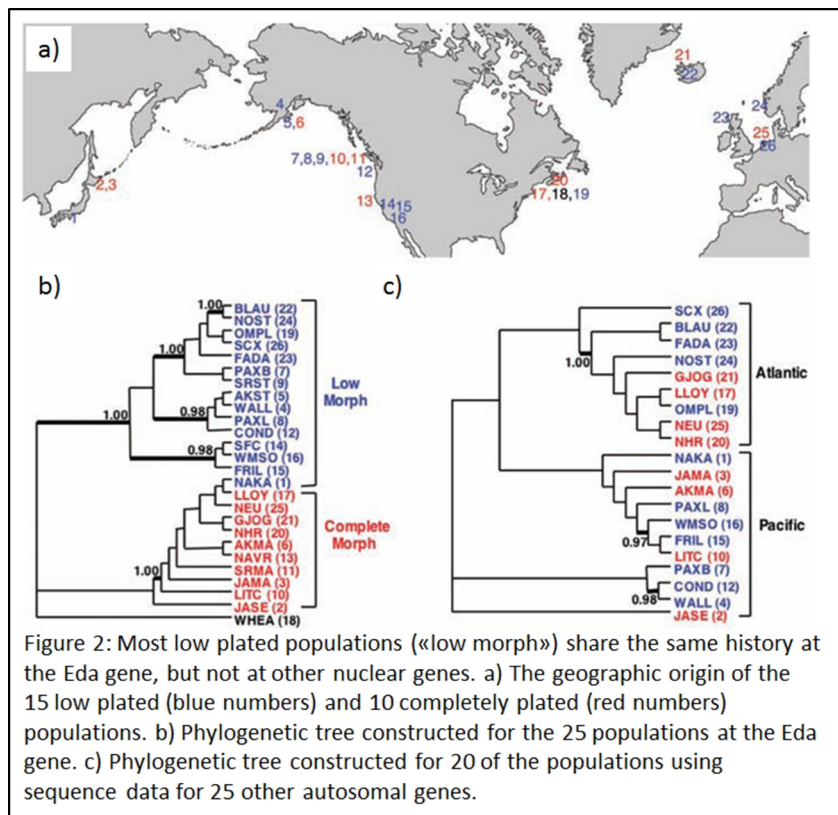 a)
21
22
4
5,6
24
23
25
26
2,3
7,8,9,10,11
12
20
13
14 15
17,18,19
16
1
b)
1.00
BLAU (22)
NOST (24)
OMPL (19)
1.00
SCX (26)
FADA (23)
PAXB (7)
SRST (9)
AKST (5)
1.00
0.98
WALL (4)
PAXL (8)
COND (12)
SFC (14)
0.98
WMSO (16)
FRIL (15)
NAKA (1)
LLOY (17)
NEU (25)
GJOG (21)
NHR (20)
AKMA (6)
NAVR (13)
1.00
SRMA (11)
JAMA (3)
LITC (10)
JASE (2)
WHEA (18)
Low
Morph
Complete
Morph
c)
SCX (26)
BLAU (22)
FADA (23)
1.00
NOST (24)
GJOG (21)
LLOY (17)
OMPL (19)
NEU (25)
NHR (20)
NAKA (1)
JAMA (3)
AKMA (6)
PAXL (8)
WMSO (16)
0.97
FRIL (15)
LITC (10)
PAXB (7)
COND (12)
0.98
WALL (4)
JASE (2)
Atlantic
Pacific
Figure 2: Most low plated populations («low morph») share the same history at
the Eda gene, but not at other nuclear genes. a) The geographic origin of the
15 low plated (blue numbers) and 10 completely plated (red numbers)
populations. b) Phylogenetic tree constructed for the 25 populations at the Eda
gene. c) Phylogenetic tree constructed for 20 of the populations using
sequence data for 25 other autosomal genes.